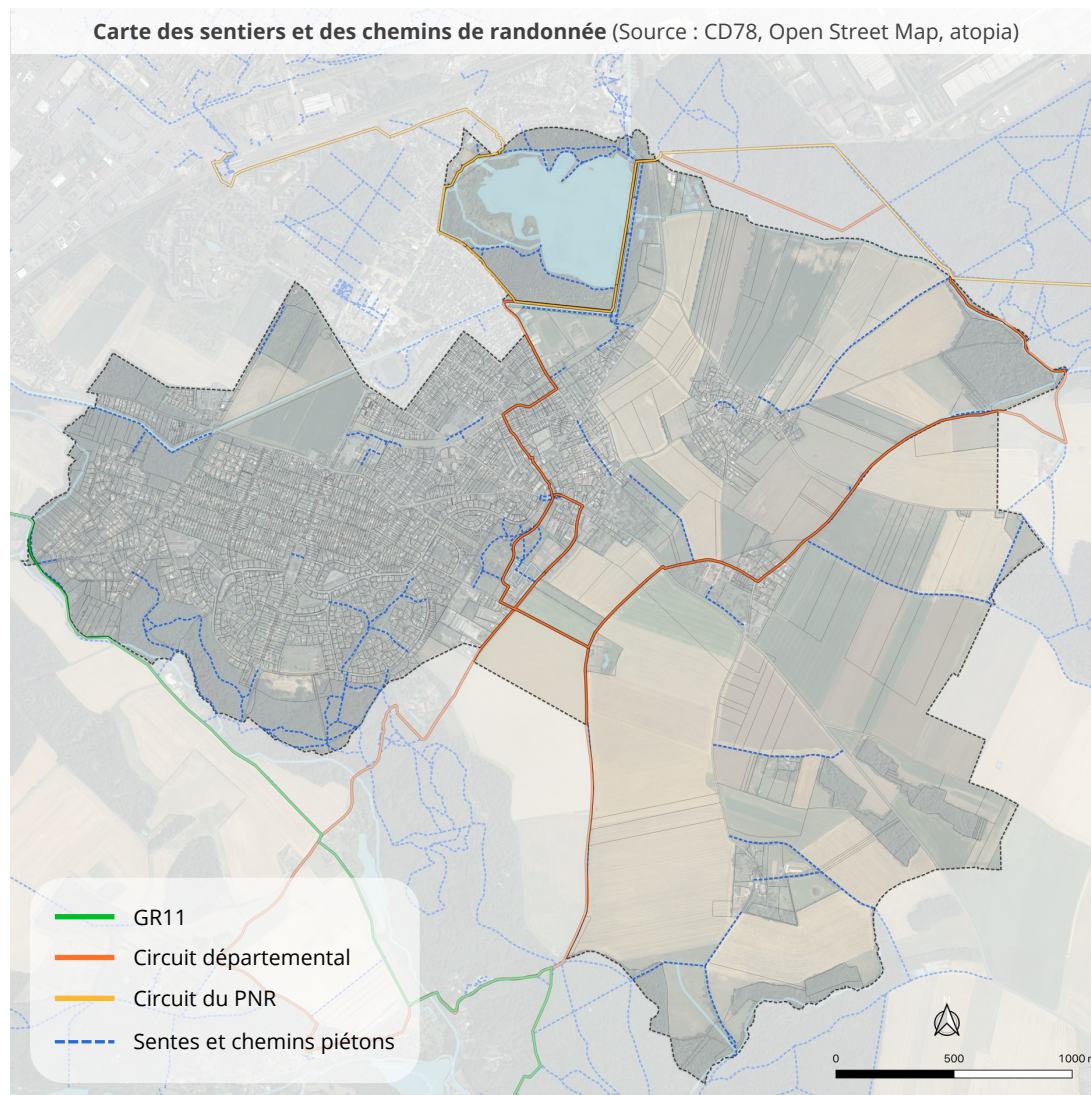 Carte des sentiers et des chemins de randonnée (Source : CD78, Open Street Map, atopia)
GR11
Circuit départemental
Circuit du PNR
Sentes et chemins piétons
N
0 500 1000 m